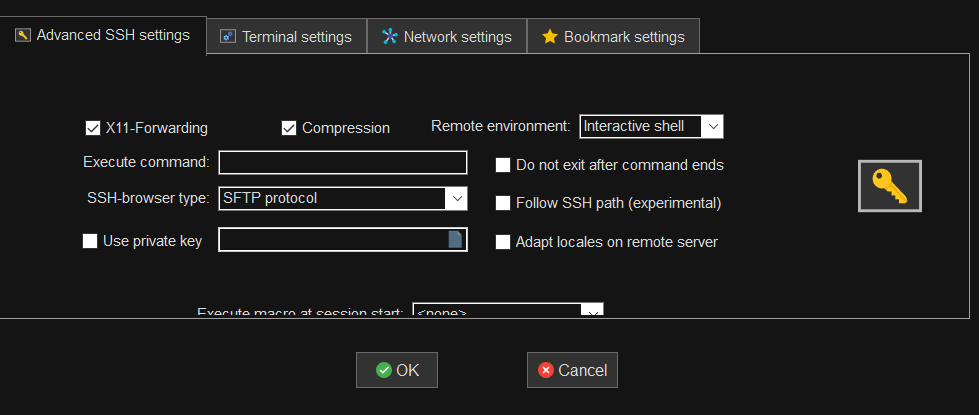 Advanced SSH settings Terminal settings Network settings Bookmark settings
X11-Forwarding Compression Remote environment: Interactive shell
Execute command: Do not exit after command ends
SSH-browser type: SFTP protocol Follow SSH path (experimental)
Use private key Adapt locales on remote server
Execute macro at session start: <none>
OK Cancel